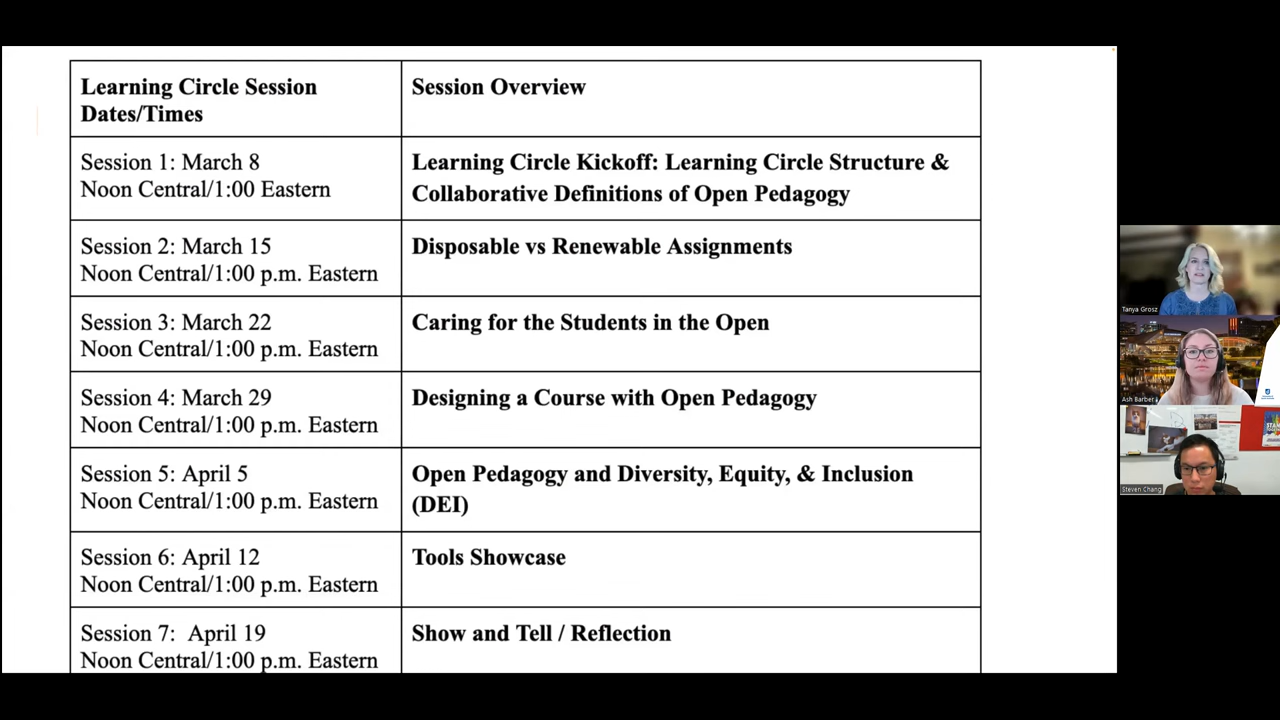 Learning Circle Session
Dates/Times
Session Overview
Session 1: March 8
Noon Central/1:00 Eastern
Learning Circle Kickoff: Learning Circle Structure &
Collaborative Definitions of Open Pedagogy
Session 2: March 15
Noon Central/1:00 p.m. Eastern
Disposable vs Renewable Assignments
Session 3: March 22
Noon Central/1:00 p.m. Eastern
Caring for the Students in the Open
Session 4: March 29
Noon Central/1:00 p.m. Eastern
Designing a Course with Open Pedagogy
Session 5: April 5
Noon Central/1:00 p.m. Eastern
Open Pedagogy and Diversity, Equity, & Inclusion
(DEI)
Session 6: April 12
Noon Central/1:00 p.m. Eastern
Tools Showcase
Session 7:  April 19
Noon Central/1:00 p.m. Eastern
Show and Tell / Reflection
Tanya Grosz
Ash Barber
Steven Chang